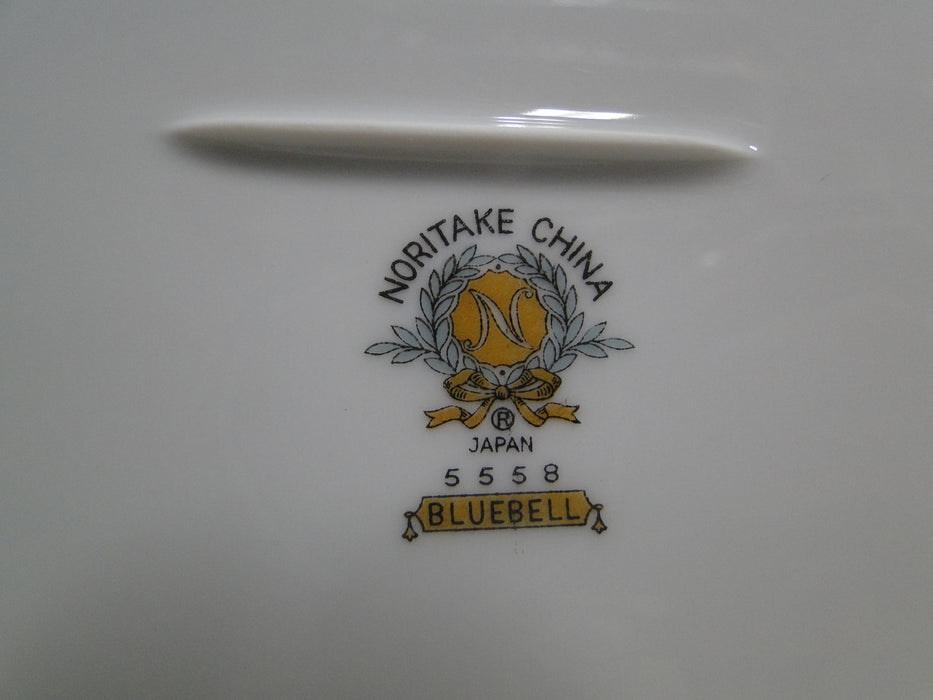 NORITAKE CHINA
N
®
JAPAN
5558
BLUEBELL